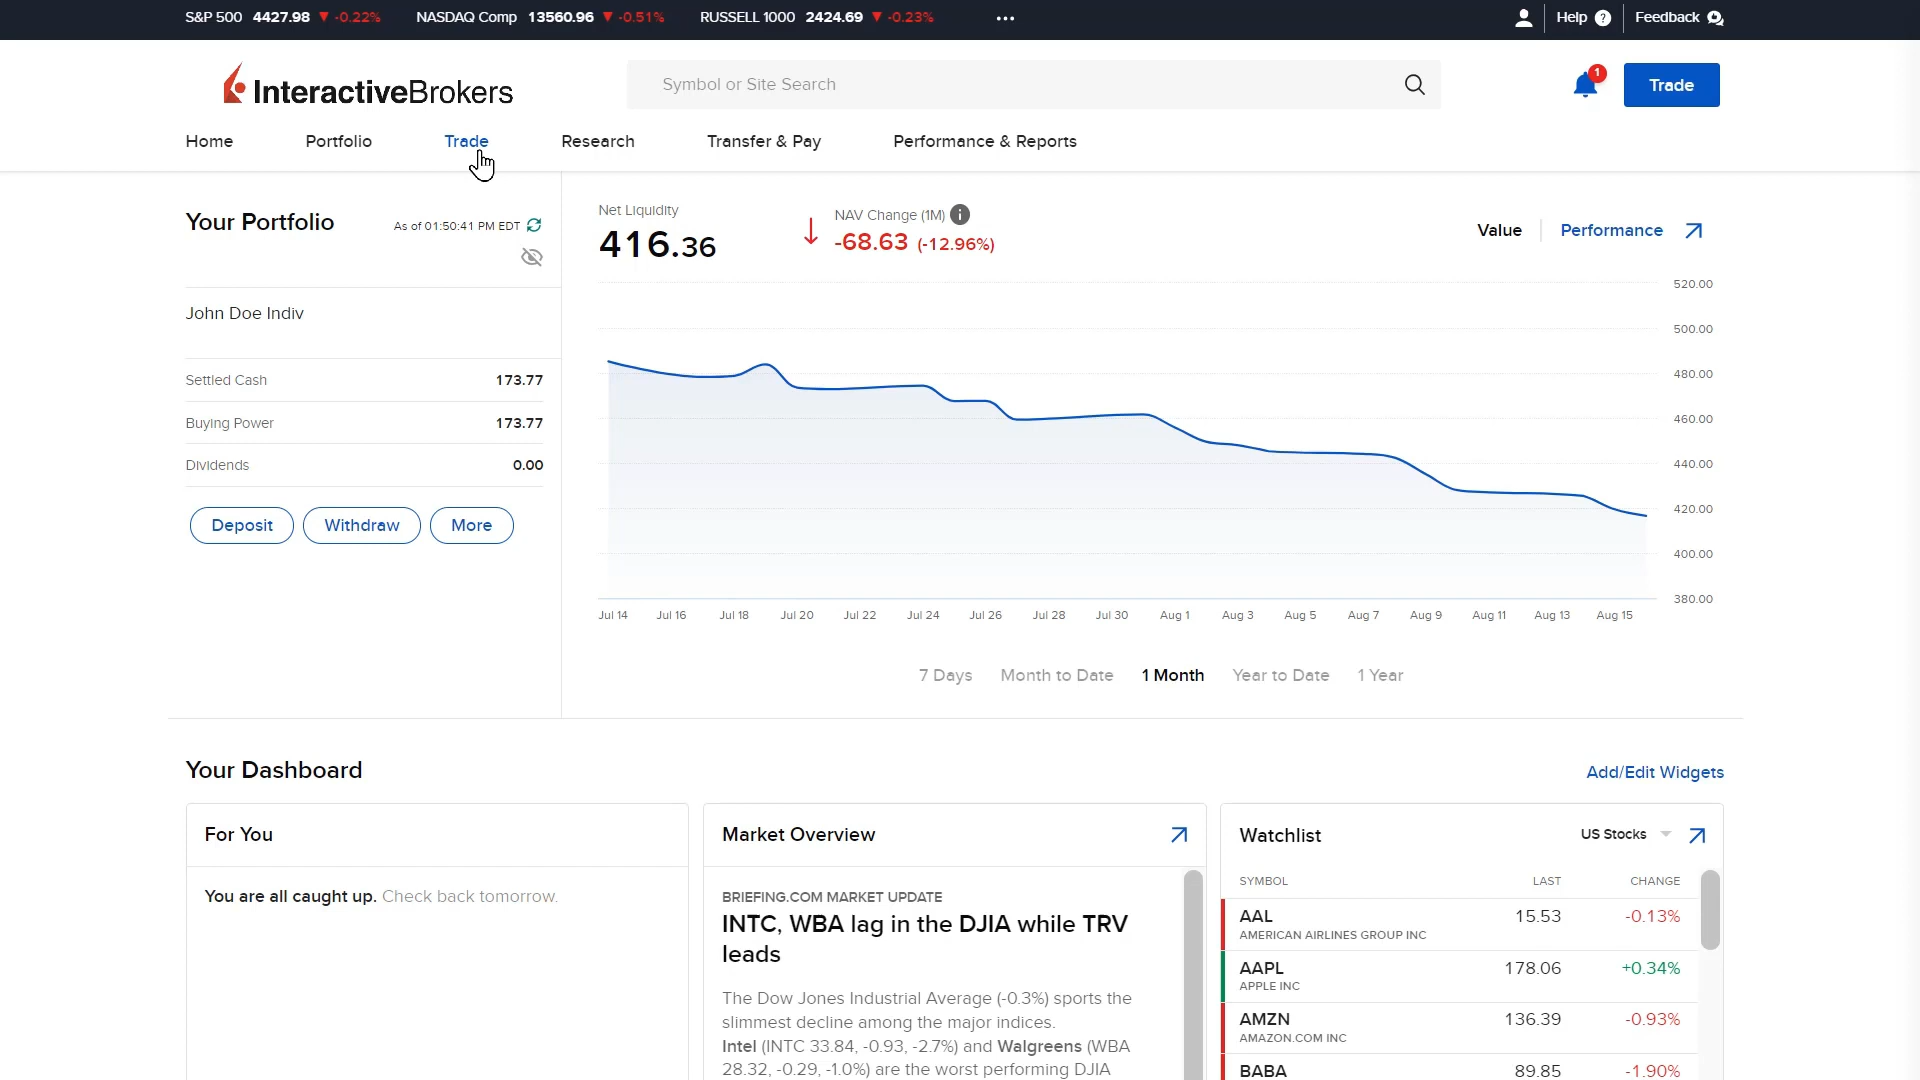 S&P 500 4427.98 ▼ -0.22% NASDAQ Comp 13560.96 ▼ -0.51% RUSSELL 1000 2424.69 ▼ -0.23% ••• Help ? Feedback
InteractiveBrokers
Symbol or Site Search
1
Trade
Home Portfolio Trade Research Transfer & Pay Performance & Reports
Your Portfolio
As of 01:50:41 PM EDT
John Doe Indiv
Settled Cash 173.77
Buying Power 173.77
Dividends 0.00
Deposit Withdraw More
Net Liquidity
416.36
NAV Change (1M) i
-68.63 (-12.96%)
Value Performance
520.00
500.00
480.00
460.00
440.00
420.00
400.00
380.00
Jul 14 Jul 16 Jul 18 Jul 20 Jul 22 Jul 24 Jul 26 Jul 28 Jul 30 Aug 1 Aug 3 Aug 5 Aug 7 Aug 9 Aug 11 Aug 13 Aug 15
7 Days Month to Date 1 Month Year to Date 1 Year
Your Dashboard
Add/Edit Widgets
For You
You are all caught up. Check back tomorrow.
Market Overview
BRIEFING.COM MARKET UPDATE
INTC, WBA lag in the DJIA while TRV
leads
The Dow Jones Industrial Average (-0.3%) sports the
slimmest decline among the major indices.
Intel (INTC 33.84, -0.93, -2.7%) and Walgreens (WBA
28.32, -0.29, -1.0%) are the worst performing DJIA
Watchlist
US Stocks
SYMBOL LAST CHANGE
AAL 15.53 -0.13%
AMERICAN AIRLINES GROUP INC
AAPL 178.06 +0.34%
APPLE INC
AMZN 136.39 -0.93%
AMAZON.COM INC
BABA 89.85 -1.90%